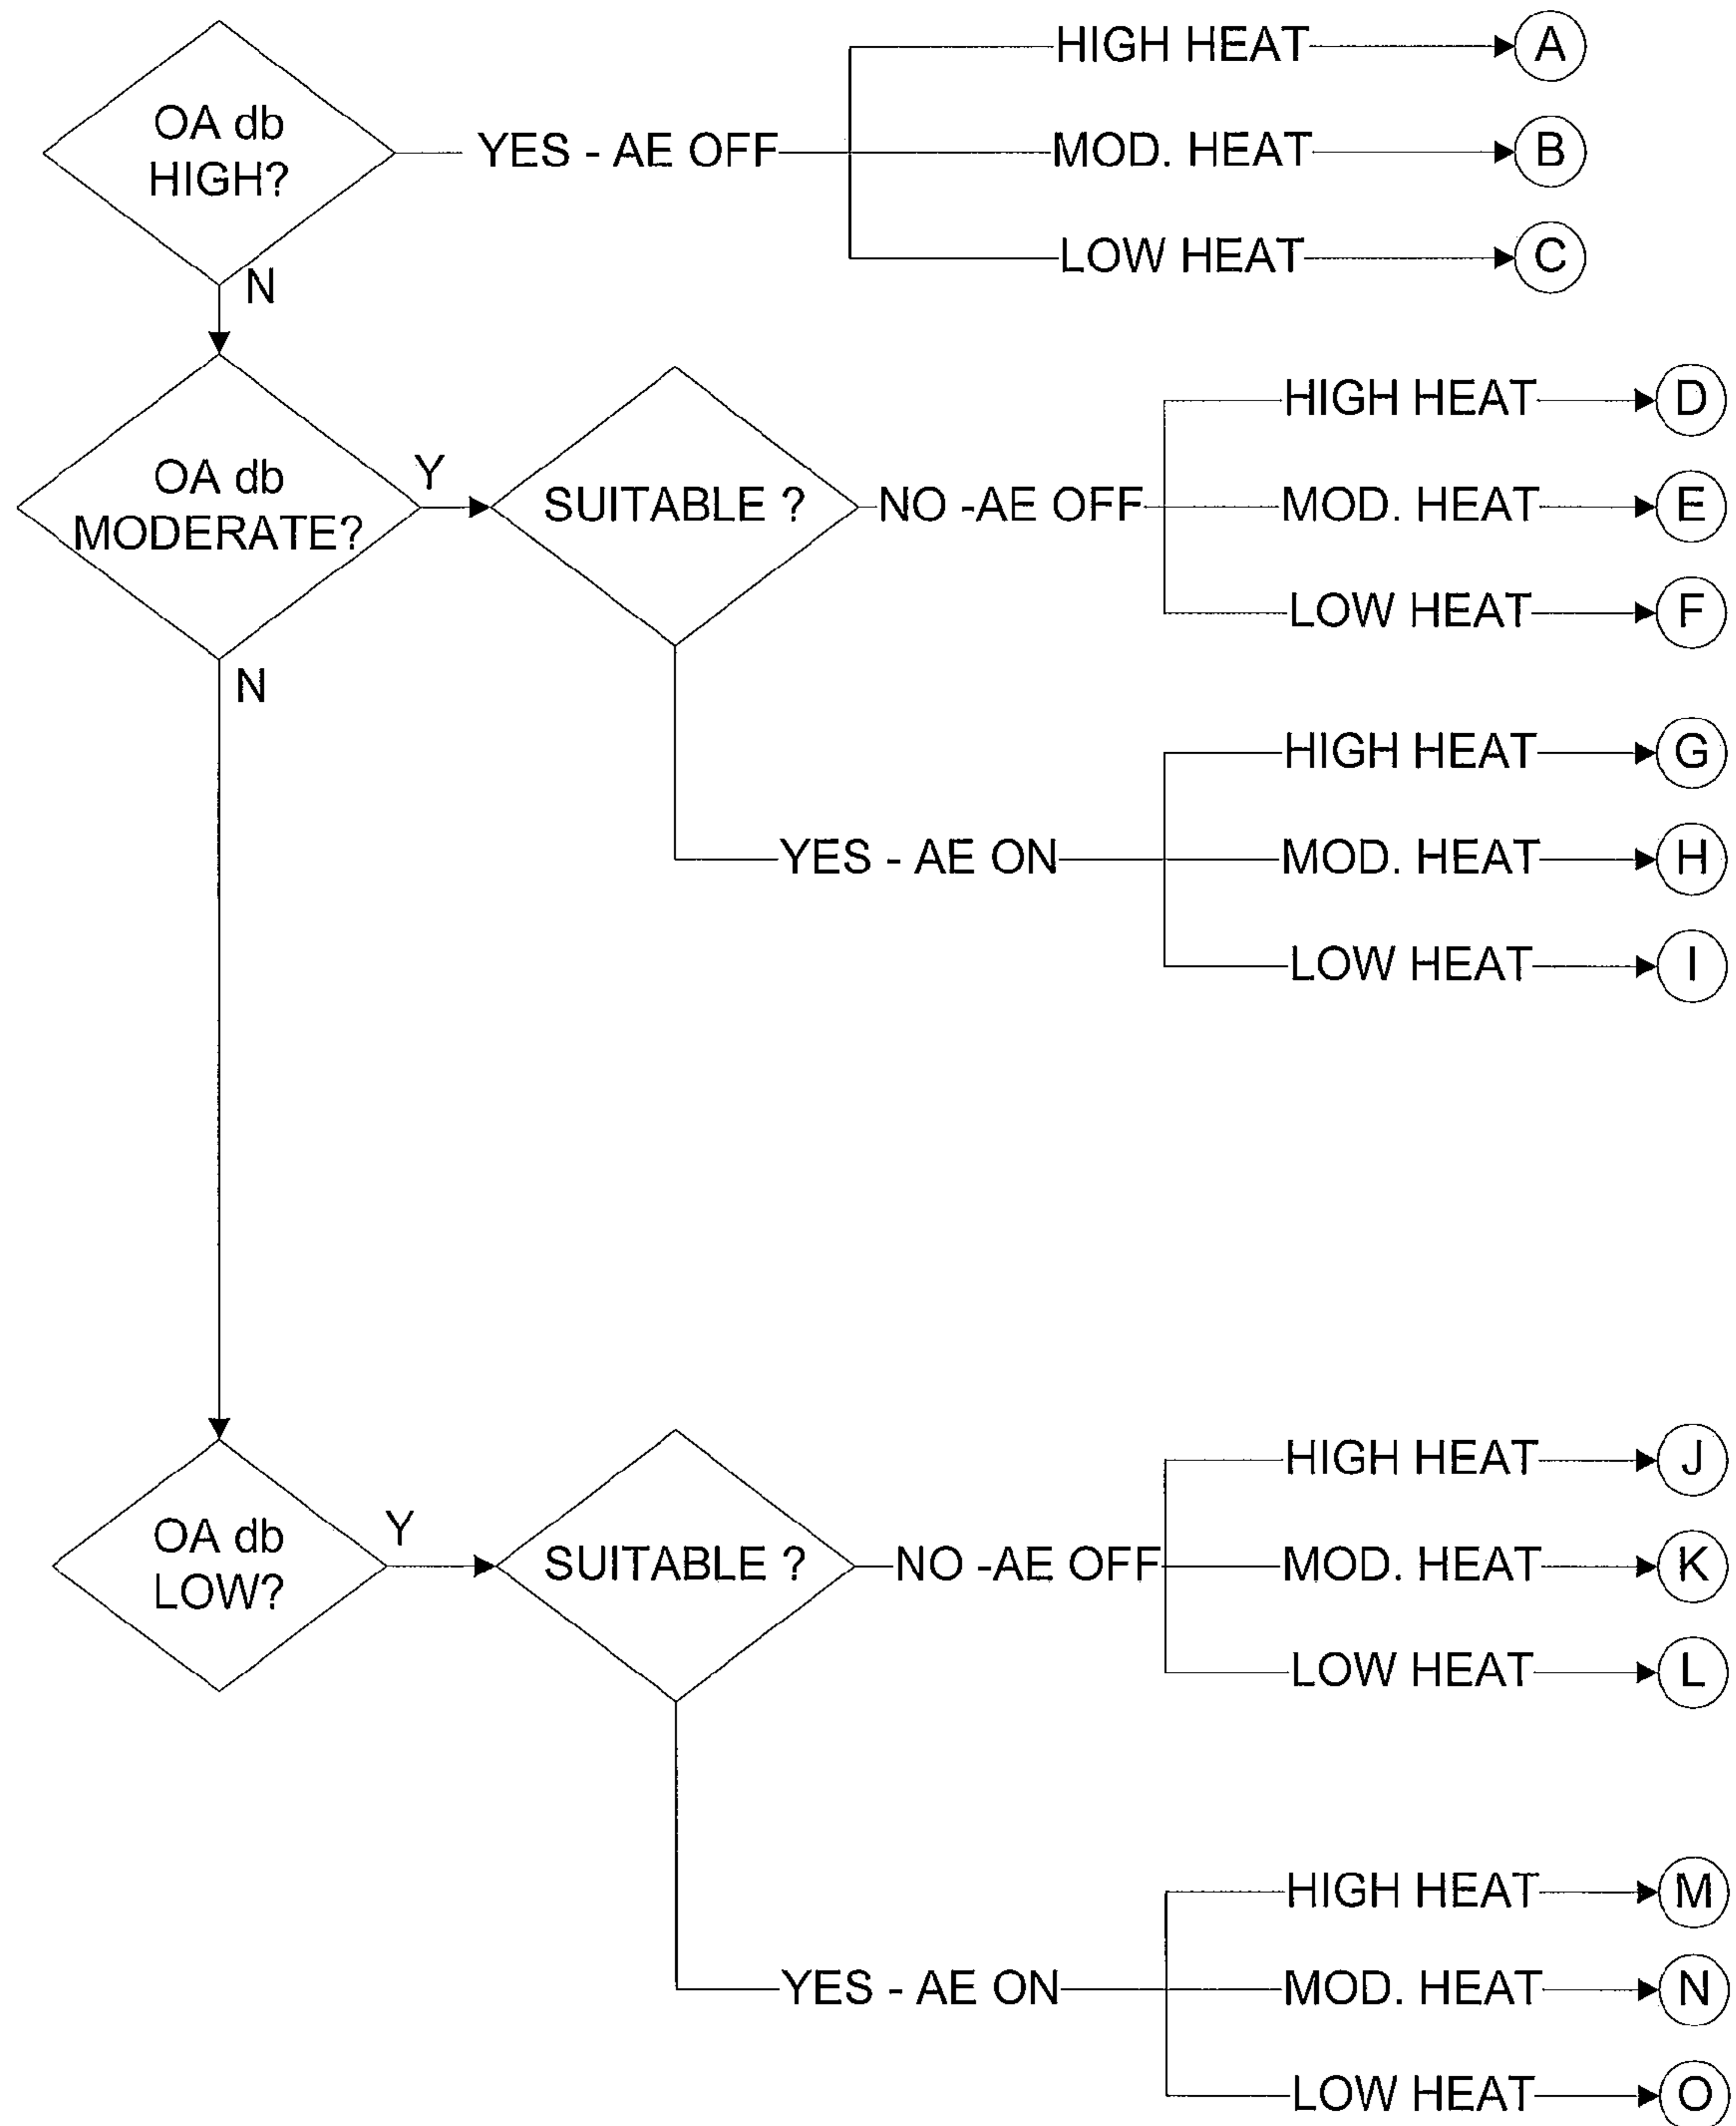 OA db
HIGH?
YES - AE OFF
HIGH HEAT
A
MOD. HEAT
B
LOW HEAT
C
N
OA db
MODERATE?
Y
SUITABLE ?
NO -AE OFF
HIGH HEAT
D
MOD. HEAT
E
LOW HEAT
F
N
YES - AE ON
HIGH HEAT
G
MOD. HEAT
H
LOW HEAT
I
OA db
LOW?
Y
SUITABLE ?
NO -AE OFF
HIGH HEAT
J
MOD. HEAT
K
LOW HEAT
L
YES - AE ON
HIGH HEAT
M
MOD. HEAT
N
LOW HEAT
O